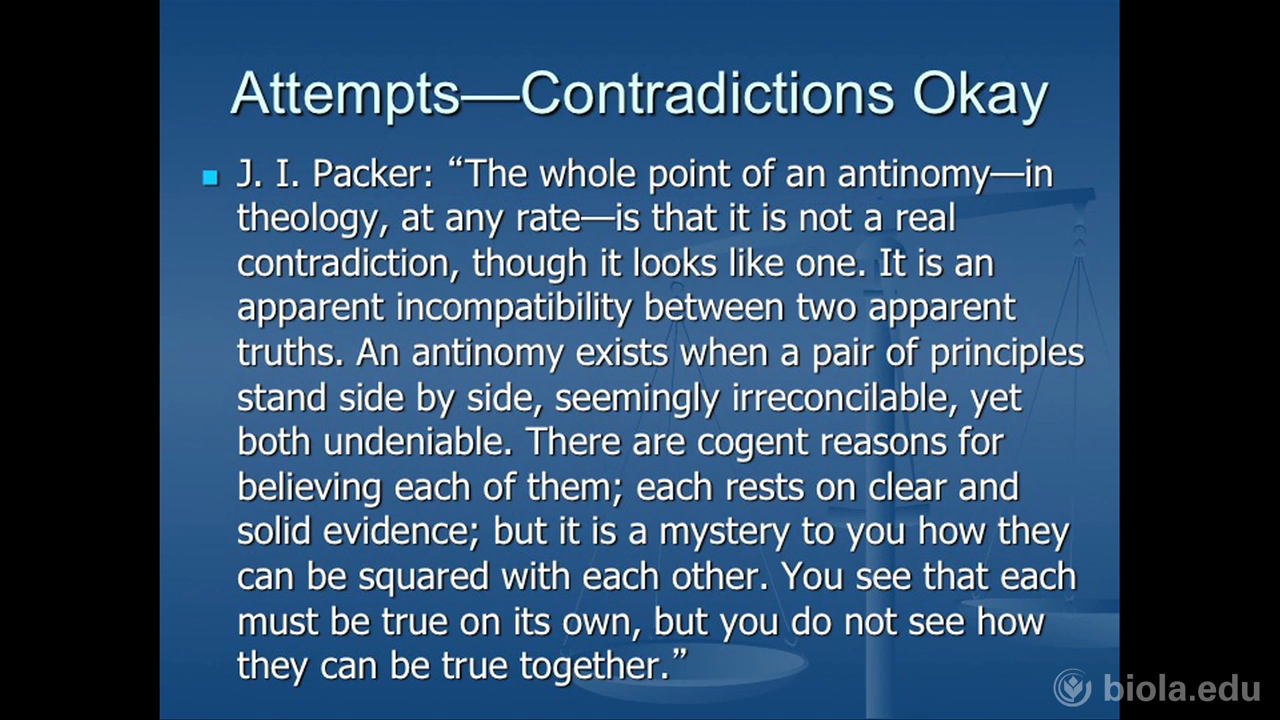 Attempts—Contradictions Okay
J. I. Packer: “The whole point of an antinomy—in
theology, at any rate—is that it is not a real
contradiction, though it looks like one. It is an
apparent incompatibility between two apparent
truths. An antinomy exists when a pair of principles
stand side by side, seemingly irreconcilable, yet
both undeniable. There are cogent reasons for
believing each of them; each rests on clear and
solid evidence; but it is a mystery to you how they
can be squared with each other. You see that each
must be true on its own, but you do not see how
they can be true together.”
biola.edu